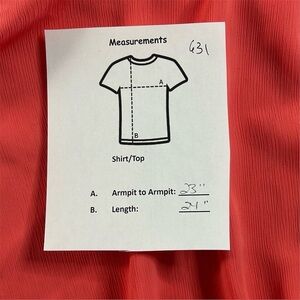 Measurements
631
A
B
Shirt/Top
A. Armpit to Armpit: 23"
B. Length: 24"